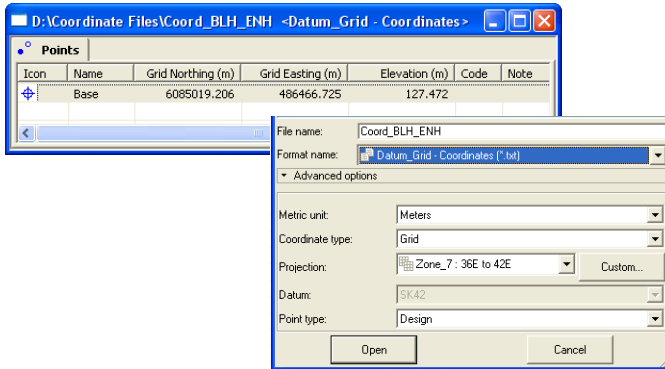 D:\Coordinate Files\Coord_BLH_ENH <Datum_Grid - Coordinates>
Points
Icon Name Grid Northing (m) Grid Easting (m) Elevation (m) Code Note
Base 6085019.206 486466.725 127.472
File name: Coord_BLH_ENH
Format name: Datum_Grid - Coordinates (*.txt)
Advanced options
Metric unit: Meters
Coordinate type: Grid
Projection: Zone_7 : 36E to 42E Custom...
Datum: SK42
Point type: Design
Open Cancel